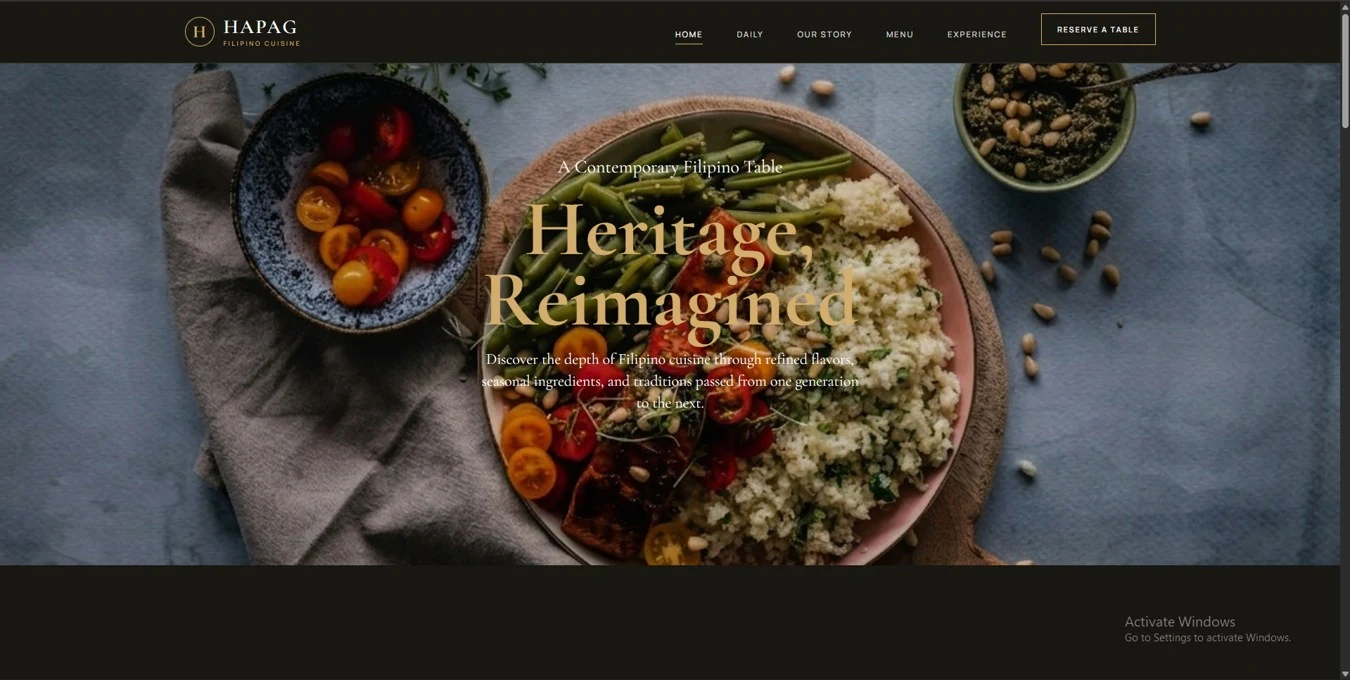 H
HAPAG
FILIPINO CUISINE
HOME
DAILY
OUR STORY
MENU
EXPERIENCE
RESERVE A TABLE
A Contemporary Filipino Table
Heritage,
Reimagined
Discover the depth of Filipino cuisine through refined flavors,
seasonal ingredients, and traditions passed from one generation
to the next.
Activate Windows
Go to Settings to activate Windows.